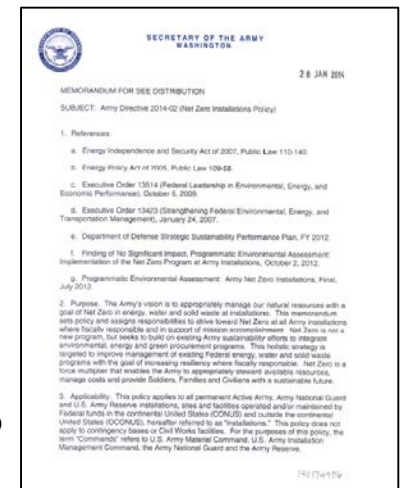 SECRETARY OF THE ARMY
WASHINGTON
28 JAN 2014
MEMORANDUM FOR SEE DISTRIBUTION
SUBJECT: Army Directive 2014-02 (Net Zero Installations Policy)
1. References:
a. Energy Independence and Security Act of 2007, Public Law 110-140.
b. Energy Policy Act of 2005, Public Law 109-58.
c. Executive Order 13514 (Federal Leadership in Environmental, Energy, and
Economic Performance), October 5, 2009.
d. Executive Order 13423 (Strengthening Federal Environmental, Energy, and
Transportation Management), January 24, 2007.
e. Department of Defense Strategic Sustainability Performance Plan, FY 2012.
f. Finding of No Significant Impact, Programmatic Environmental Assessment:
Implementation of the Net Zero Program at Army Installations, October 2, 2012.
g. Programmatic Environmental Assessment: Army Net Zero Installations, Final,
July 2012.
2. Purpose. The Army's vision is to appropriately manage our natural resources with a
goal of Net Zero in energy, water and solid waste at installations. This memorandum
sets policy and assigns responsibilities to strive toward Net Zero at all Army installations
where fiscally responsible and in support of mission accomplishment. Net Zero is not a
new program, but seeks to build on existing Army sustainability efforts to integrate
environmental, energy and green procurement programs. This holistic strategy is
targeted to improve management of existing Federal energy, water and solid waste
programs with the goal of increasing resiliency where fiscally responsible. Net Zero is a
force multiplier that enables the Army to appropriately steward available resources,
manage costs and provide Soldiers, Families and Civilians with a sustainable future.
3. Applicability. This policy applies to all permanent Active Army, Army National Guard
and U.S. Army Reserve installations, sites and facilities operated and/or maintained by
Federal funds in the continental United States (CONUS) and outside the continental
United States (OCONUS), hereafter referred to as "installations." This policy does not
apply to contingency bases or Civil Works facilities. For the purposes of this policy, the
term "Commands" refers to U.S. Army Materiel Command, U.S. Army Installation
Management Command, the Army National Guard and the Army Reserve.